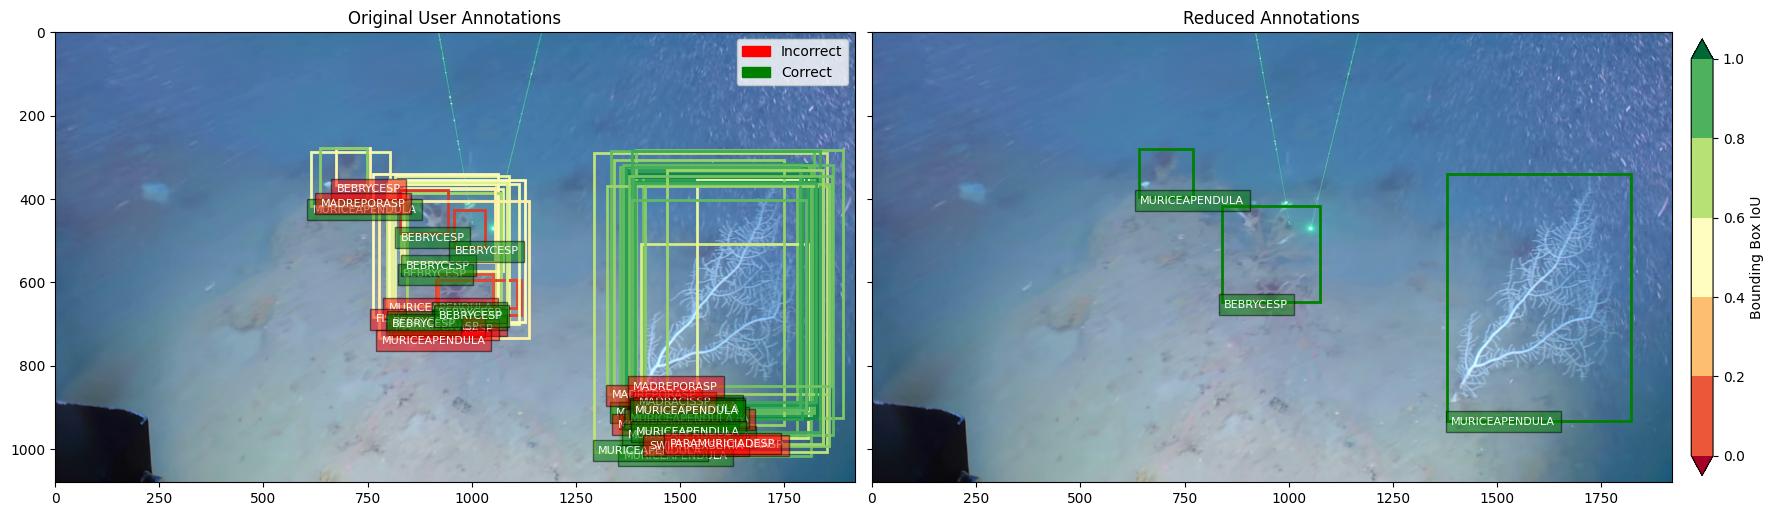 Original User Annotations
Reduced Annotations
Incorrect
Correct
0
200
400
600
800
1000
0
250
500
750
1000
1250
1500
1750
0
250
500
750
1000
1250
1500
1750
BEBRYCESP
MADREPORASP
MURICEAPENDULA
BEBRYCESP
BEBRYCESP
BEBRYCESP
BEBRYCESP
BEBRYCESP
BEBRYCESP
MURICEAPENDULA
MADREPORASP
MURICEAPENDULA
MURICEAPENDULA
PARAMURICIADESP
MURICEAPENDULA
MURICEAPENDULA
BEBRYCESP
MURICEAPENDULA
1.0
0.8
0.6
0.4
0.2
0.0
Bounding Box IoU